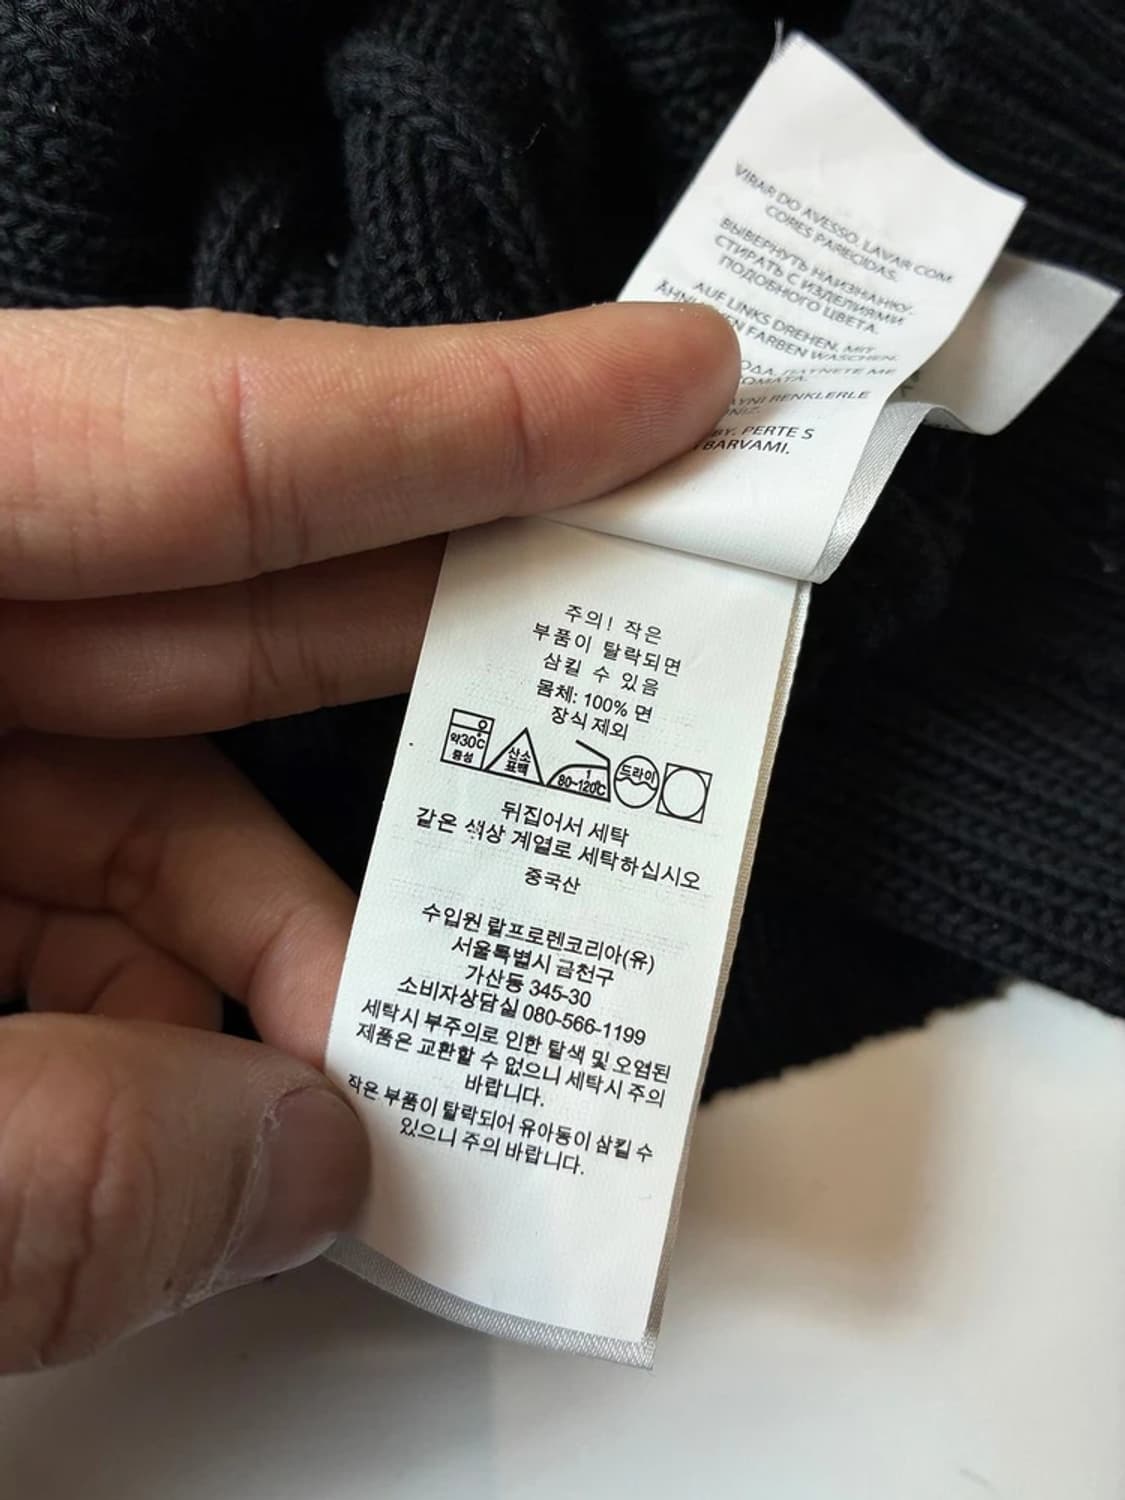 VIRAR DO AVESSO. LAVAR COM
CORES PARECIDAS.
ВЫВЕРНУТЬ НАИЗНАНКУ.
СТИРАТЬ С ИЗДЕЛИЯМИ
ПОДОБНОГО ЦВЕТА.
AUF LINKS DREHEN. MIT
FARBEN WASCHEN.
ΠΛΥΝΕΤΕ ΜΕ
RENKLERLE
PERTE S
BARVAMI.
주의! 작은
부품이 탈락되면
삼킬 수 있음
몸체: 100% 면
장식 제외
약30℃
중성
산소
표백
1
80~120℃
드라이
뒤집어서 세탁
같은 색상 계열로 세탁하십시오
중국산
수입원 랄프로렌코리아(유)
서울특별시 금천구
가산동 345-30
소비자상담실 080-566-1199
세탁시 부주의로 인한 탈색 및 오염된
제품은 교환할 수 없으니 세탁시 주의
바랍니다.
작은 부품이 탈락되어 유아동이 삼킬 수
있으니 주의 바랍니다.